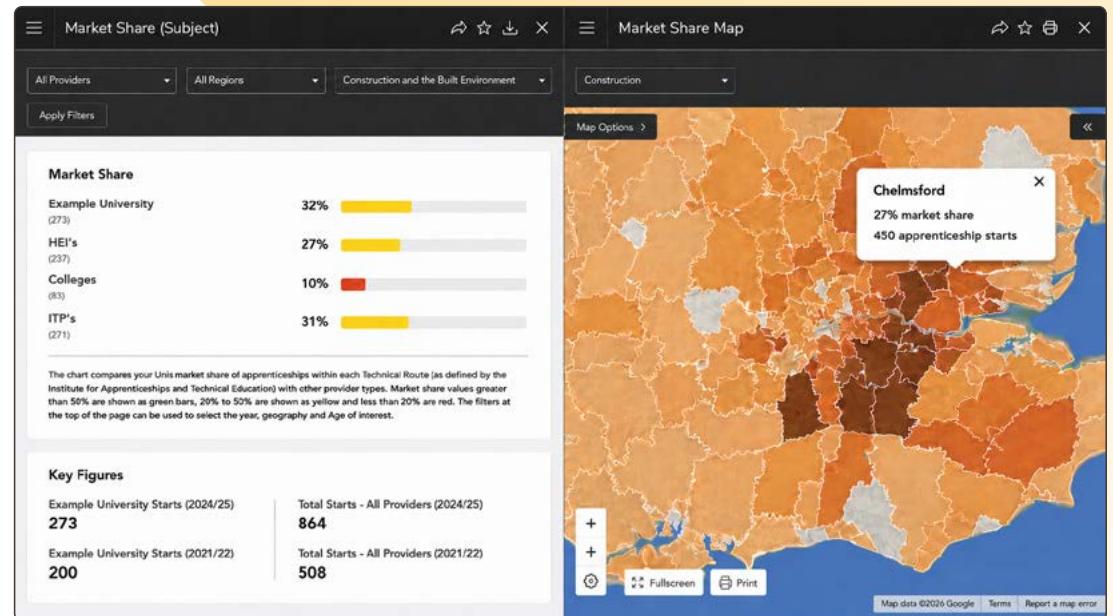 Market Share (Subject)
All Providers
All Regions
Construction and the Built Environment
Apply Filters
Market Share
Example University
32%
(273)
HEI's
27%
(237)
Colleges
10%
(83)
ITP's
31%
(271)
The chart compares your Unis market share of apprenticeships within each Technical Route (as defined by the
Institute for Apprenticeships and Technical Education) with other provider types. Market share values greater
than 50% are shown as green bars, 20% to 50% are shown as yellow and less than 20% are red. The filters at
the top of the page can be used to select the year, geography and Age of interest.
Key Figures
Example University Starts (2024/25)
273
Total Starts - All Providers (2024/25)
864
Example University Starts (2021/22)
200
Total Starts - All Providers (2021/22)
508
Market Share Map
Construction
Map Options
Chelmsford
27% market share
450 apprenticeship starts
Fullscreen
Print
Map data ©2026 Google
Terms
Report a map error